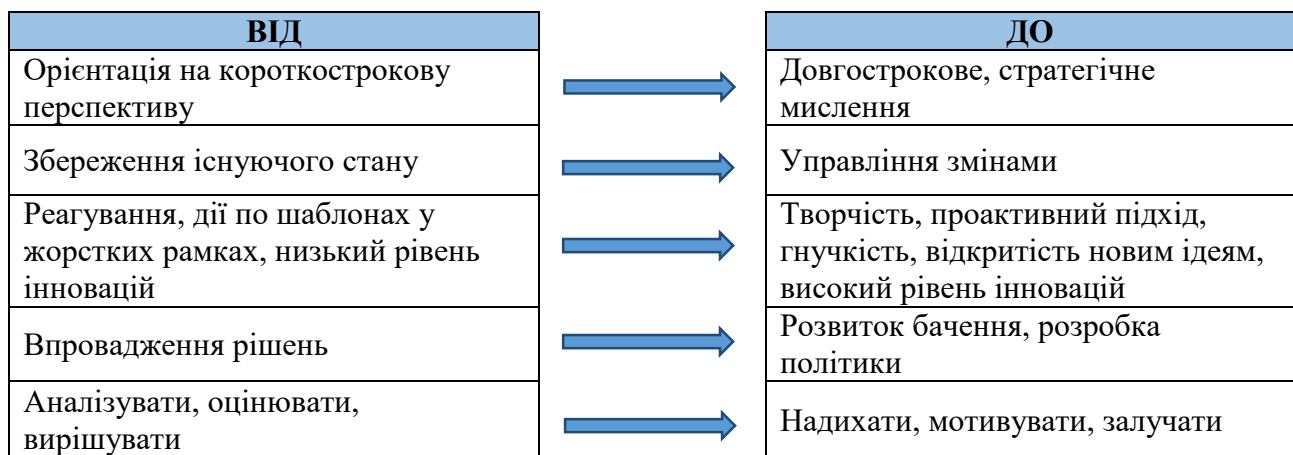 ВІД
ДО
Орієнтація на короткострокову
перспективу
Довгострокове, стратегічне
мислення
Збереження існуючого стану
Управління змінами
Реагування, дії по шаблонах у
жорстких рамках, низький рівень
інновацій
Творчість, проактивний підхід,
гнучкість, відкритість новим ідеям,
високий рівень інновацій
Впровадження рішень
Розвиток бачення, розробка
політики
Аналізувати, оцінювати,
вирішувати
Надихати, мотивувати, залучати